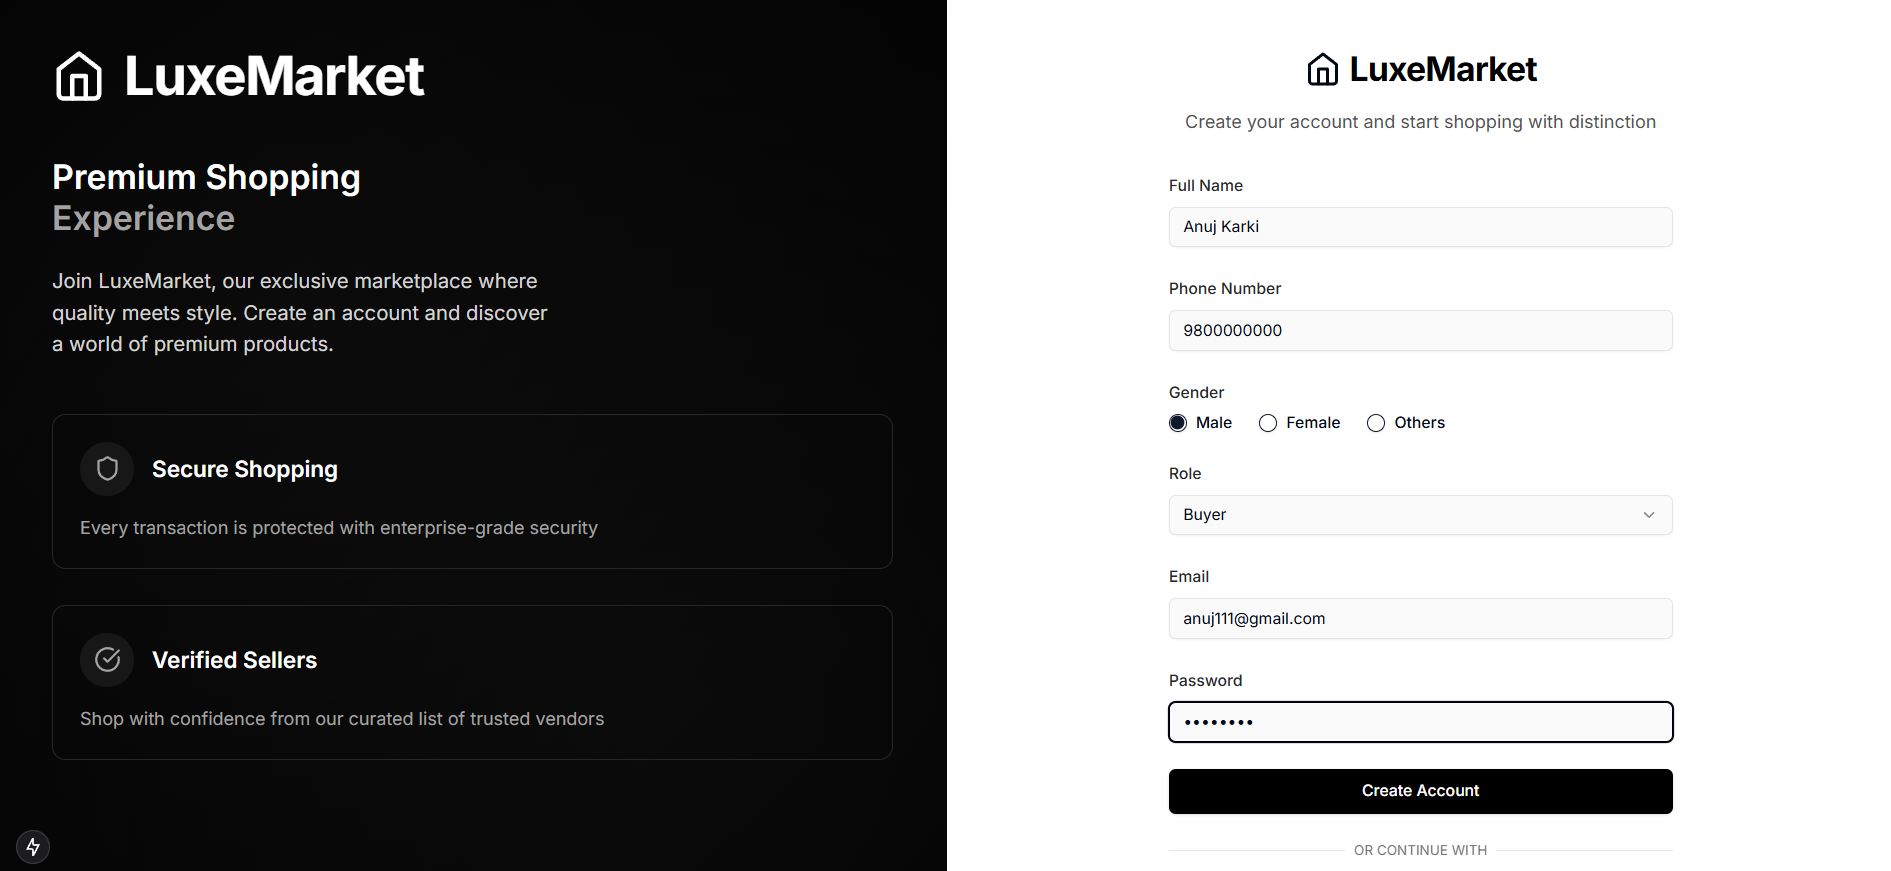 LuxeMarket
Premium Shopping
Experience
Join LuxeMarket, our exclusive marketplace where
quality meets style. Create an account and discover
a world of premium products.
Secure Shopping
Every transaction is protected with enterprise-grade security
Verified Sellers
Shop with confidence from our curated list of trusted vendors
LuxeMarket
Create your account and start shopping with distinction
Full Name
Anuj Karki
Phone Number
9800000000
Gender
Male Female Others
Role
Buyer
Email
anuj111@gmail.com
Password
••••••••
Create Account
OR CONTINUE WITH